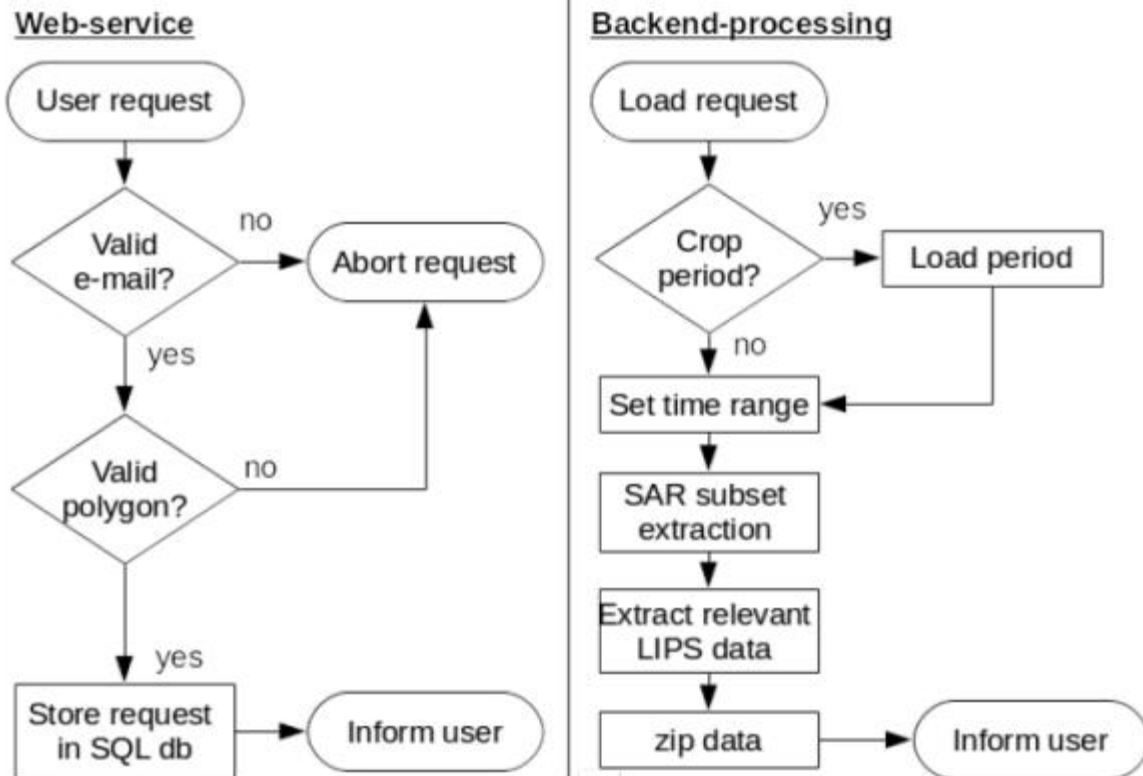 Web-service
User request
Valid
e-mail?
no
Abort request
yes
Valid
polygon?
no
yes
Store request
in SQL db
Inform user
Backend-processing
Load request
Crop
period?
yes
Load period
no
Set time range
SAR subset
extraction
Extract relevant
LIPS data
zip data
Inform user